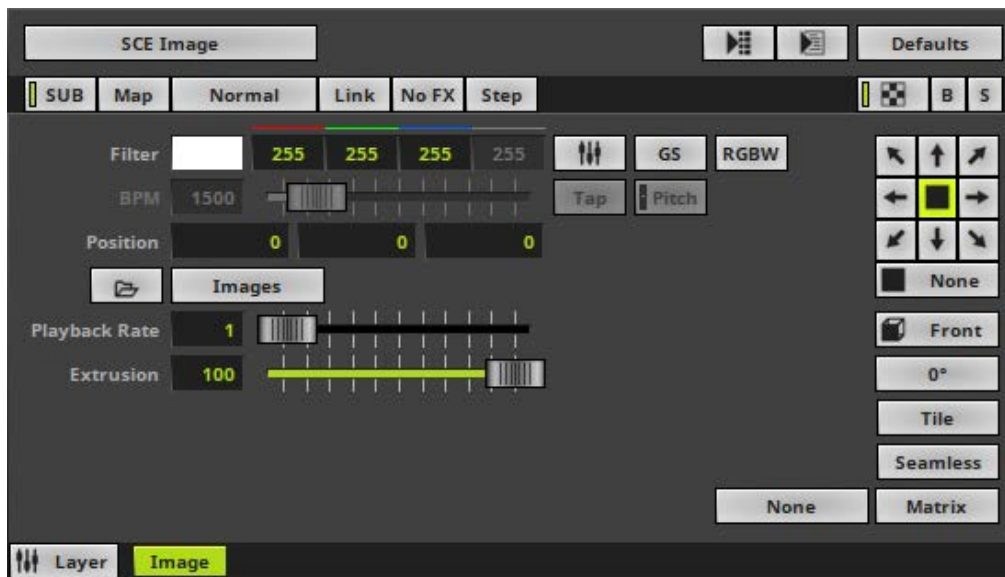 SCE Image Defaults
SUB Map Normal Link No FX Step B S
Filter 255 255 255 255 GS RGBW
BPM 1500 Tap Pitch
Position 0 0 0
Images None
Playback Rate 1 Front
Extrusion 100 0°
Tile
Seamless
None Matrix
Layer Image